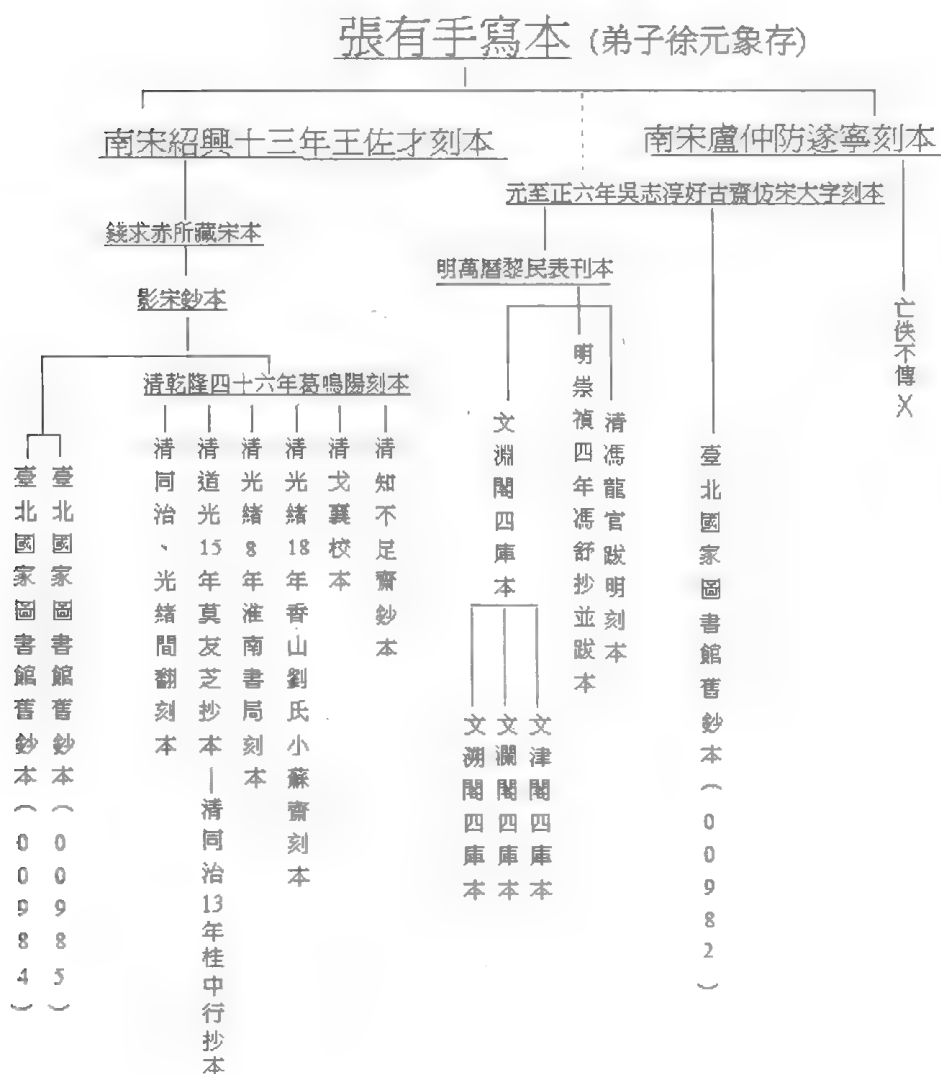 張有手寫本 (弟子徐元象存)
南宋紹興十三年王佐才刻本
南宋盧仲防遂寧刻本
元至正六年吳志淳好古齋仿宋大字刻本
錢求赤所藏宋本
明萬曆黎民表刊本
影宋鈔本
亡佚不傳X
清乾隆四十六年葛鳴陽刻本
臺北國家圖書館舊鈔本(00984)
臺北國家圖書館舊鈔本(00985)
清同治、光緒間翻刻本
清道光15年莫友芝抄本—清同治13年桂中行抄本
清光緒8年淮南書局刻本
清光緒18年香山劉氏小蘇齋刻本
清戈襄校本
清知不足齋鈔本
文淵閣四庫本
明崇禎四年馮舒抄並跋本
清馮龍官跋明刻本
臺北國家圖書館舊鈔本(00982)
文溯閣四庫本
文瀾閣四庫本
文津閣四庫本